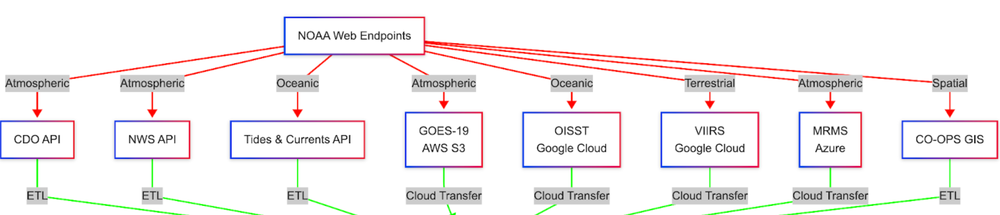 NOAA Web Endpoints
Atmospheric
Atmospheric
Oceanic
Atmospheric
Oceanic
Terrestrial
Atmospheric
Spatial
CDO API
NWS API
Tides & Currents API
GOES-19
AWS S3
OISST
Google Cloud
VIIRS
Google Cloud
MRMS
Azure
CO-OPS GIS
ETL
ETL
ETL
Cloud Transfer
Cloud Transfer
Cloud Transfer
Cloud Transfer
ETL